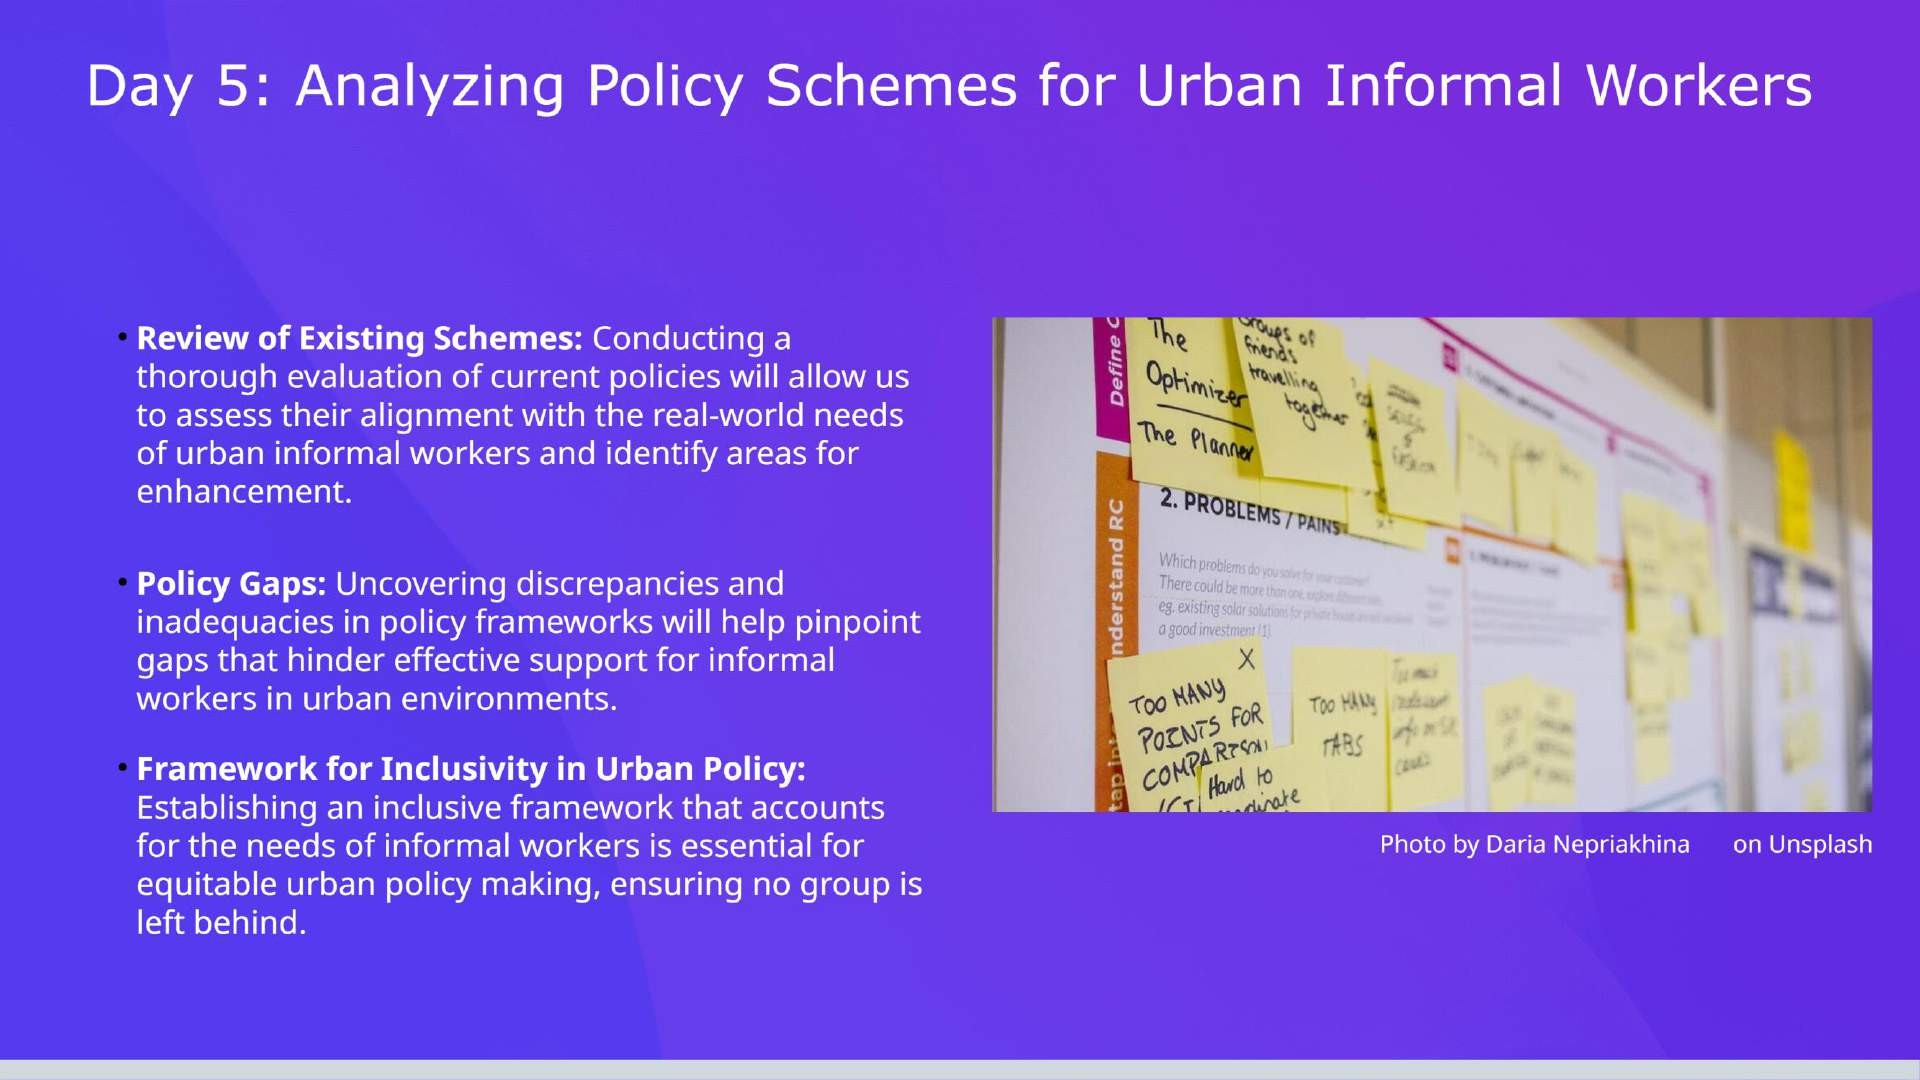 Day 5: Analyzing Policy Schemes for Urban Informal Workers
• Review of Existing Schemes: Conducting a
thorough evaluation of current policies will allow us
to assess their alignment with the real-world needs
of urban informal workers and identify areas for
enhancement.
• Policy Gaps: Uncovering discrepancies and
inadequacies in policy frameworks will help pinpoint
gaps that hinder effective support for informal
workers in urban environments.
• Framework for Inclusivity in Urban Policy:
Establishing an inclusive framework that accounts
for the needs of informal workers is essential for
equitable urban policy making, ensuring no group is
left behind.
Define
The
Optimizer
The Planner
Groups of
friends
travelling
together
2. PROBLEMS / PAINS
Which problems do you solve for your customer?
There could be more than one, explore different
eg. existing solar solutions for private houses are
a good investment (1).
RC
X
TOO MANY
POINTS FOR
COMPARISON
Hard to
TOO MANY
TABS
Photo by Daria Nepriakhina on Unsplash